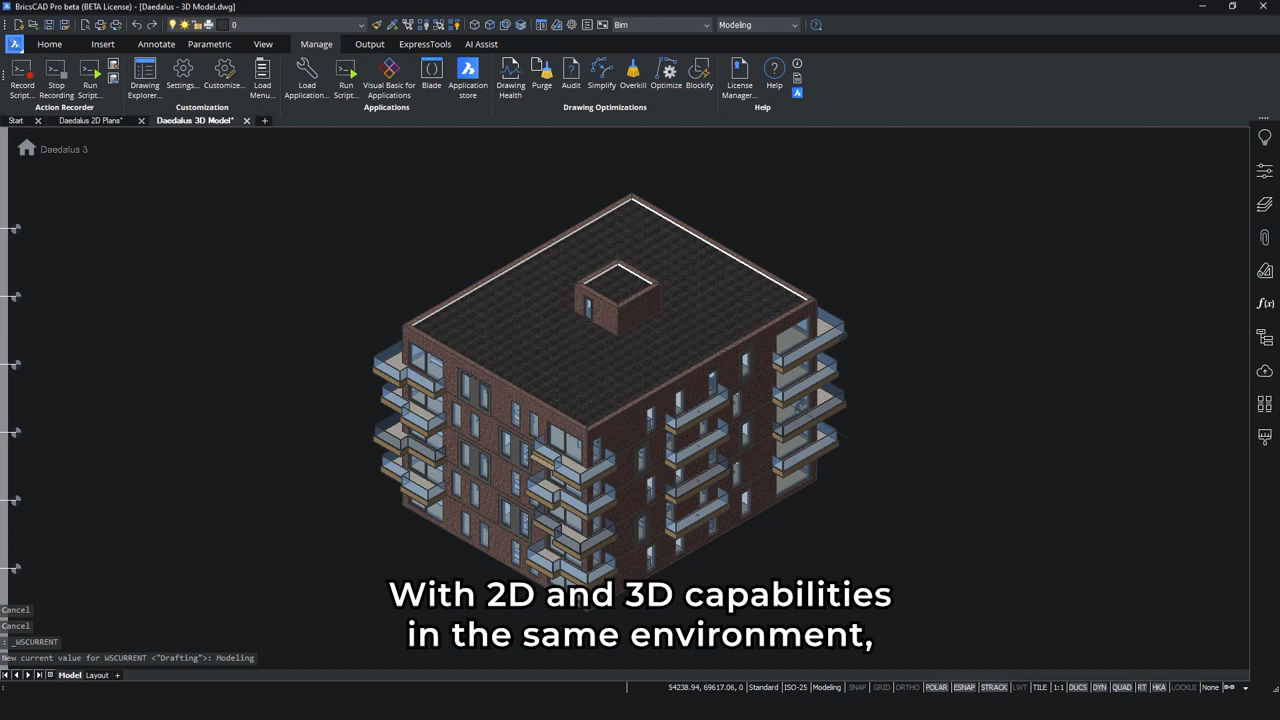 BricsCAD Pro beta (BETA License) - [Daedalus - 3D Model.dwg]
0
Bim
Modeling
Home Insert Annotate Parametric View Manage Output ExpressTools AI Assist
Record Script... Stop Recording Run Script... Drawing Explorer... Settings... Customize... Load Menu... Load Application... Run Script... Visual Basic for Applications Blade Application store Drawing Health Purge Audit Simplify Overkill Optimize Blockify License Manager... Help
Action Recorder Customization Applications Drawing Optimizations Help
Start Daedalus 2D Plans* Daedalus 3D Model*
Daedalus 3
With 2D and 3D capabilities
in the same environment,
Cancel
Cancel
: _WSCURRENT
New current value for WSCURRENT <"Drafting">: Modeling
Model Layout +
: 54238.94, 69617.06, 0 Standard ISO-25 Modeling SNAP GRID ORTHO POLAR ESNAP STRACK LWT TILE 1:1 DUCS DYN QUAD RT HKA LOCKUI None